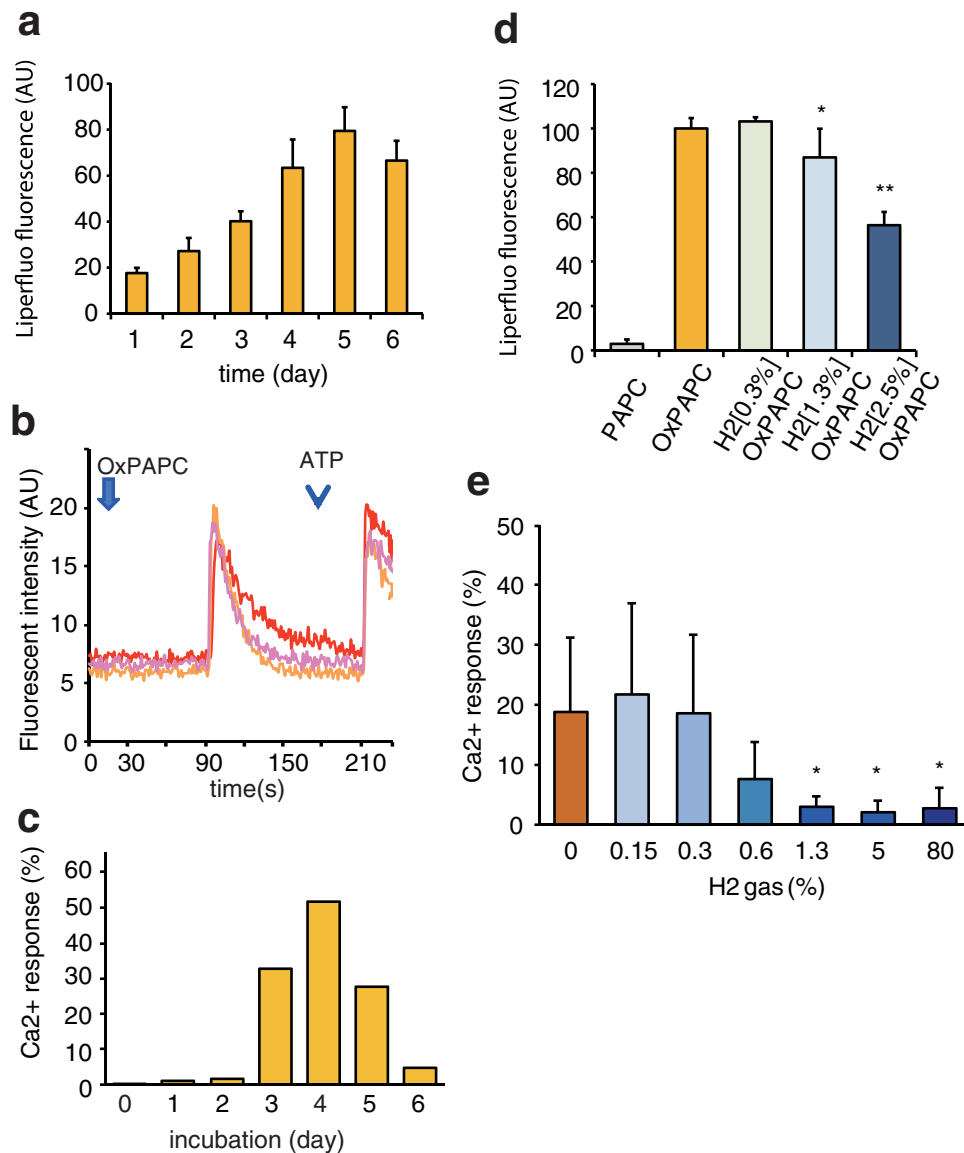 a
Liperfluo fluorescence (AU)
100
80
60
40
20
0
1 2 3 4 5 6
time (day)
b
OxPAPC
ATP
Fluorescent intensity (AU)
20
15
10
5
0
0 30 90 150 210
time(s)
c
Ca2+ response (%)
60
50
40
30
20
10
0
0 1 2 3 4 5 6
incubation (day)
d
Liperfluo fluorescence (AU)
120
100
80
60
40
20
0
*
**
PAPC
OxPAPC
H2[0.3%]
OxPAPC
H2[1.3%]
OxPAPC
H2[2.5%]
OxPAPC
e
Ca2+ response (%)
50
40
30
20
10
0
* * *
0 0.15 0.3 0.6 1.3 5 80
H2 gas (%)